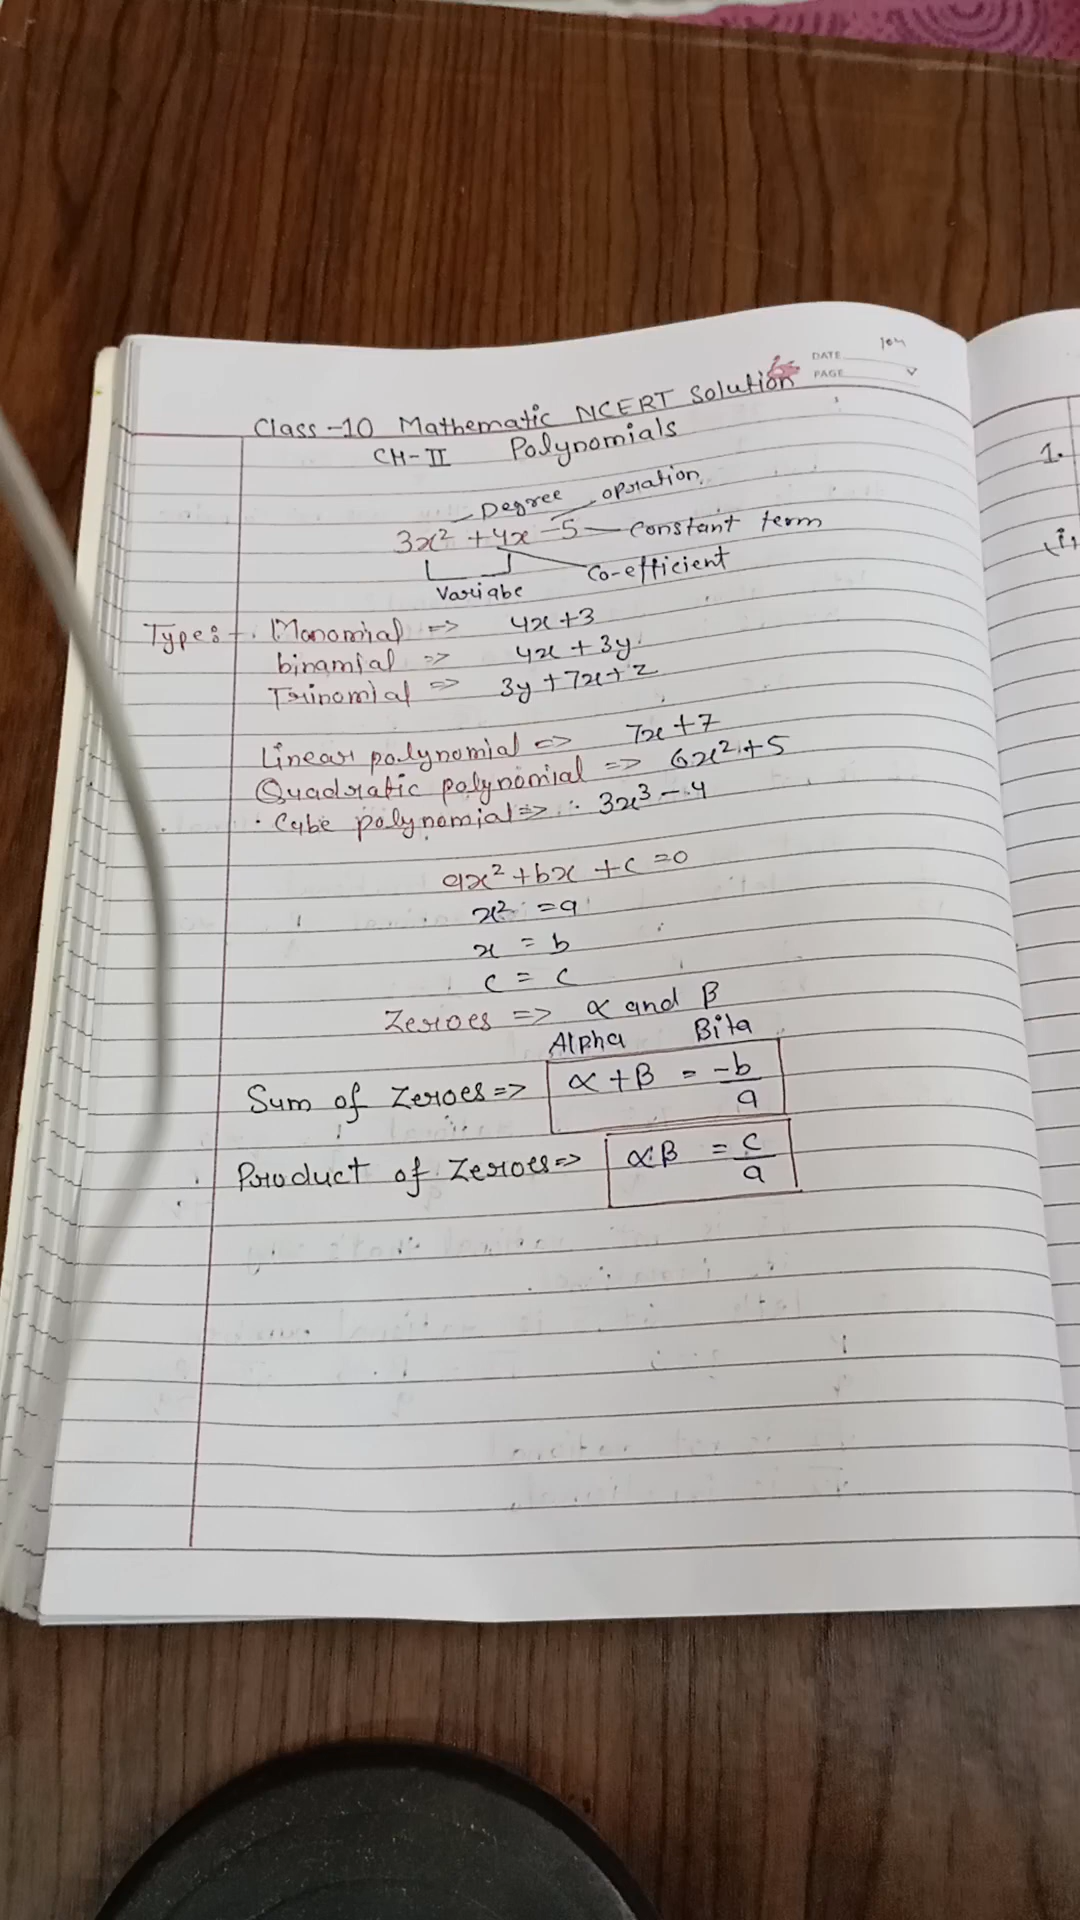 DATE 104
PAGE
Class-10 Mathematic NCERT Solution
CH-II Polynomials
Degree opration
3x² + 4x - 5 Constant term
Co-efficient
Variabe
Type:- Monomial => 4x+3
binamial => 4x + 3y
Trinomial => 3y + 7x + z
Linear polynomial => 7x + 7
Quadratic polynomial => 6x² + 5
Cube polynomial => 3x³ - 4
ax² + bx + c = 0
x² = a
x = b
c = c
Zeroes => α and β
Alpha Bita
Sum of Zeroes => α + β = -b/a
Product of Zeroes => αβ = c/a
1.
(i)